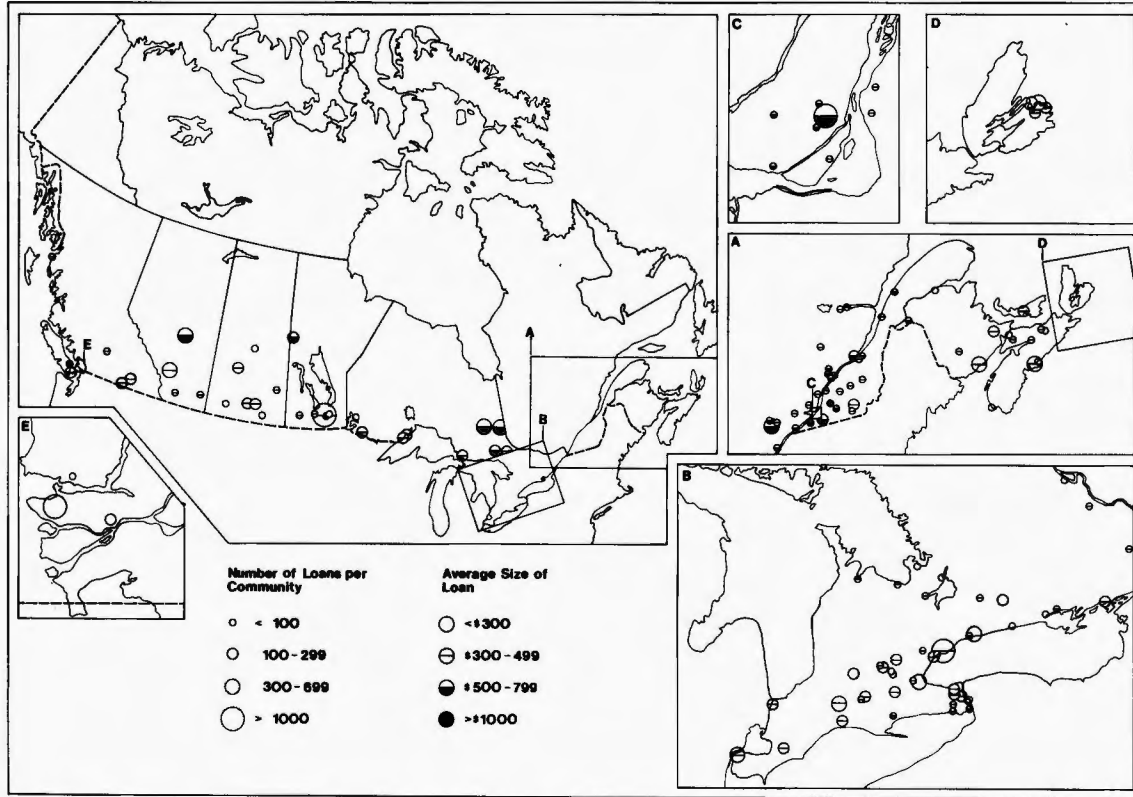 C
D
A
D
E
A
B
C
B
E
Number of Loans per
Community
< 100
100-299
300-699
> 1000
Average Size of
Loan
<$300
$300-499
$500-799
>$1000